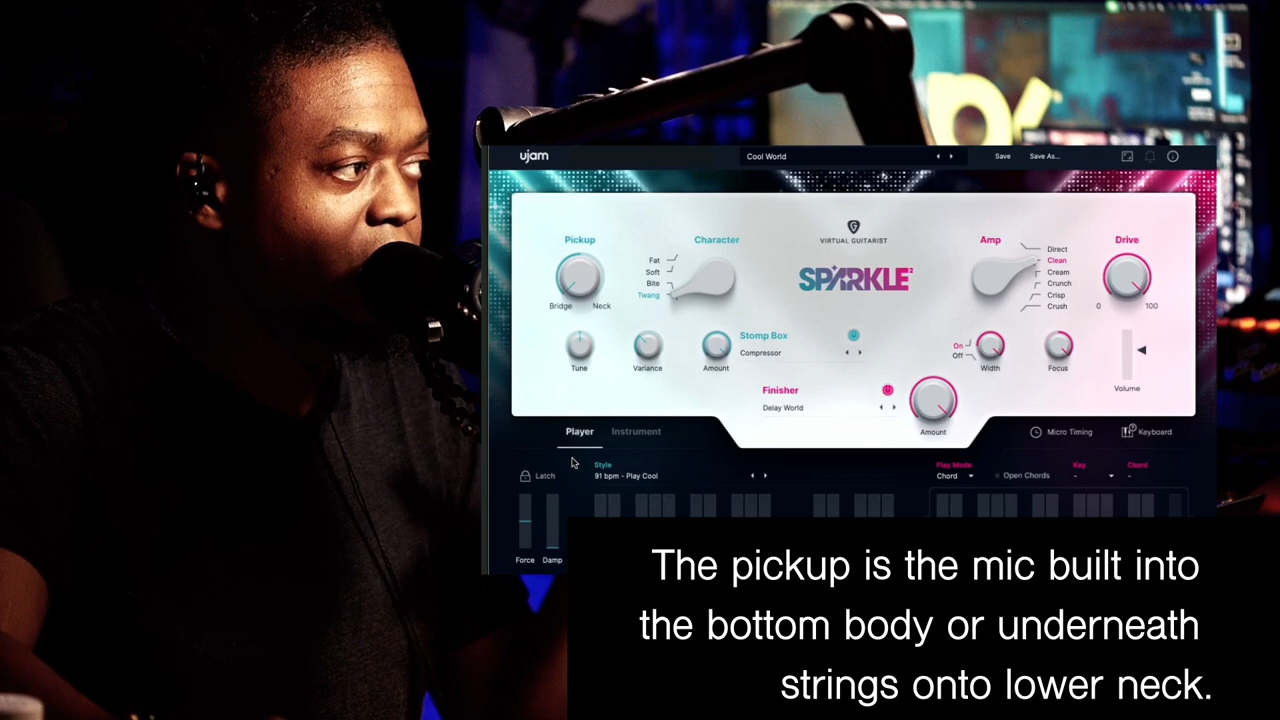 ujam
Cool World
Save
Save As...
VIRTUAL GUITARIST
SPARKLE2
Pickup
Bridge
Neck
Character
Fat
Soft
Bite
Twang
Amp
Direct
Clean
Cream
Crunch
Crisp
Crush
Drive
0
100
Tune
Variance
Amount
Stomp Box
Compressor
On
Off
Width
Focus
Volume
Finisher
Delay World
Amount
Player
Instrument
Micro Timing
Keyboard
Latch
Style
91 bpm - Play Cool
Play Mode
Chord
Open Chords
Key
-
Chord
-
Force
Damp
The pickup is the mic built into
the bottom body or underneath
strings onto lower neck.